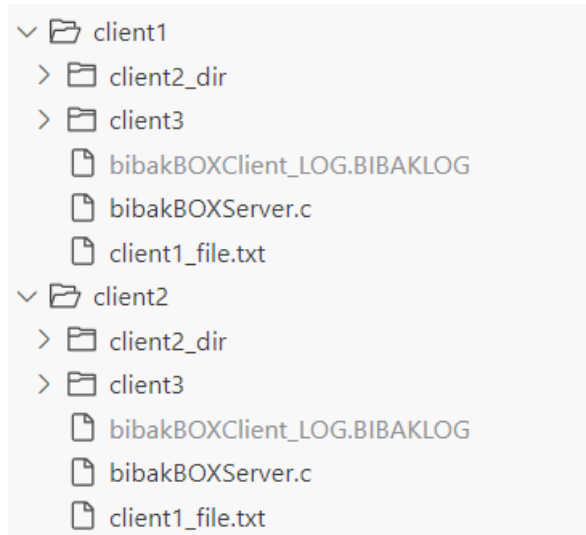 client1
client2_dir
client3
bibakBOXClient_LOG.BIBAKLOG
bibakBOXServer.c
client1_file.txt
client2
client2_dir
client3
bibakBOXClient_LOG.BIBAKLOG
bibakBOXServer.c
client1_file.txt